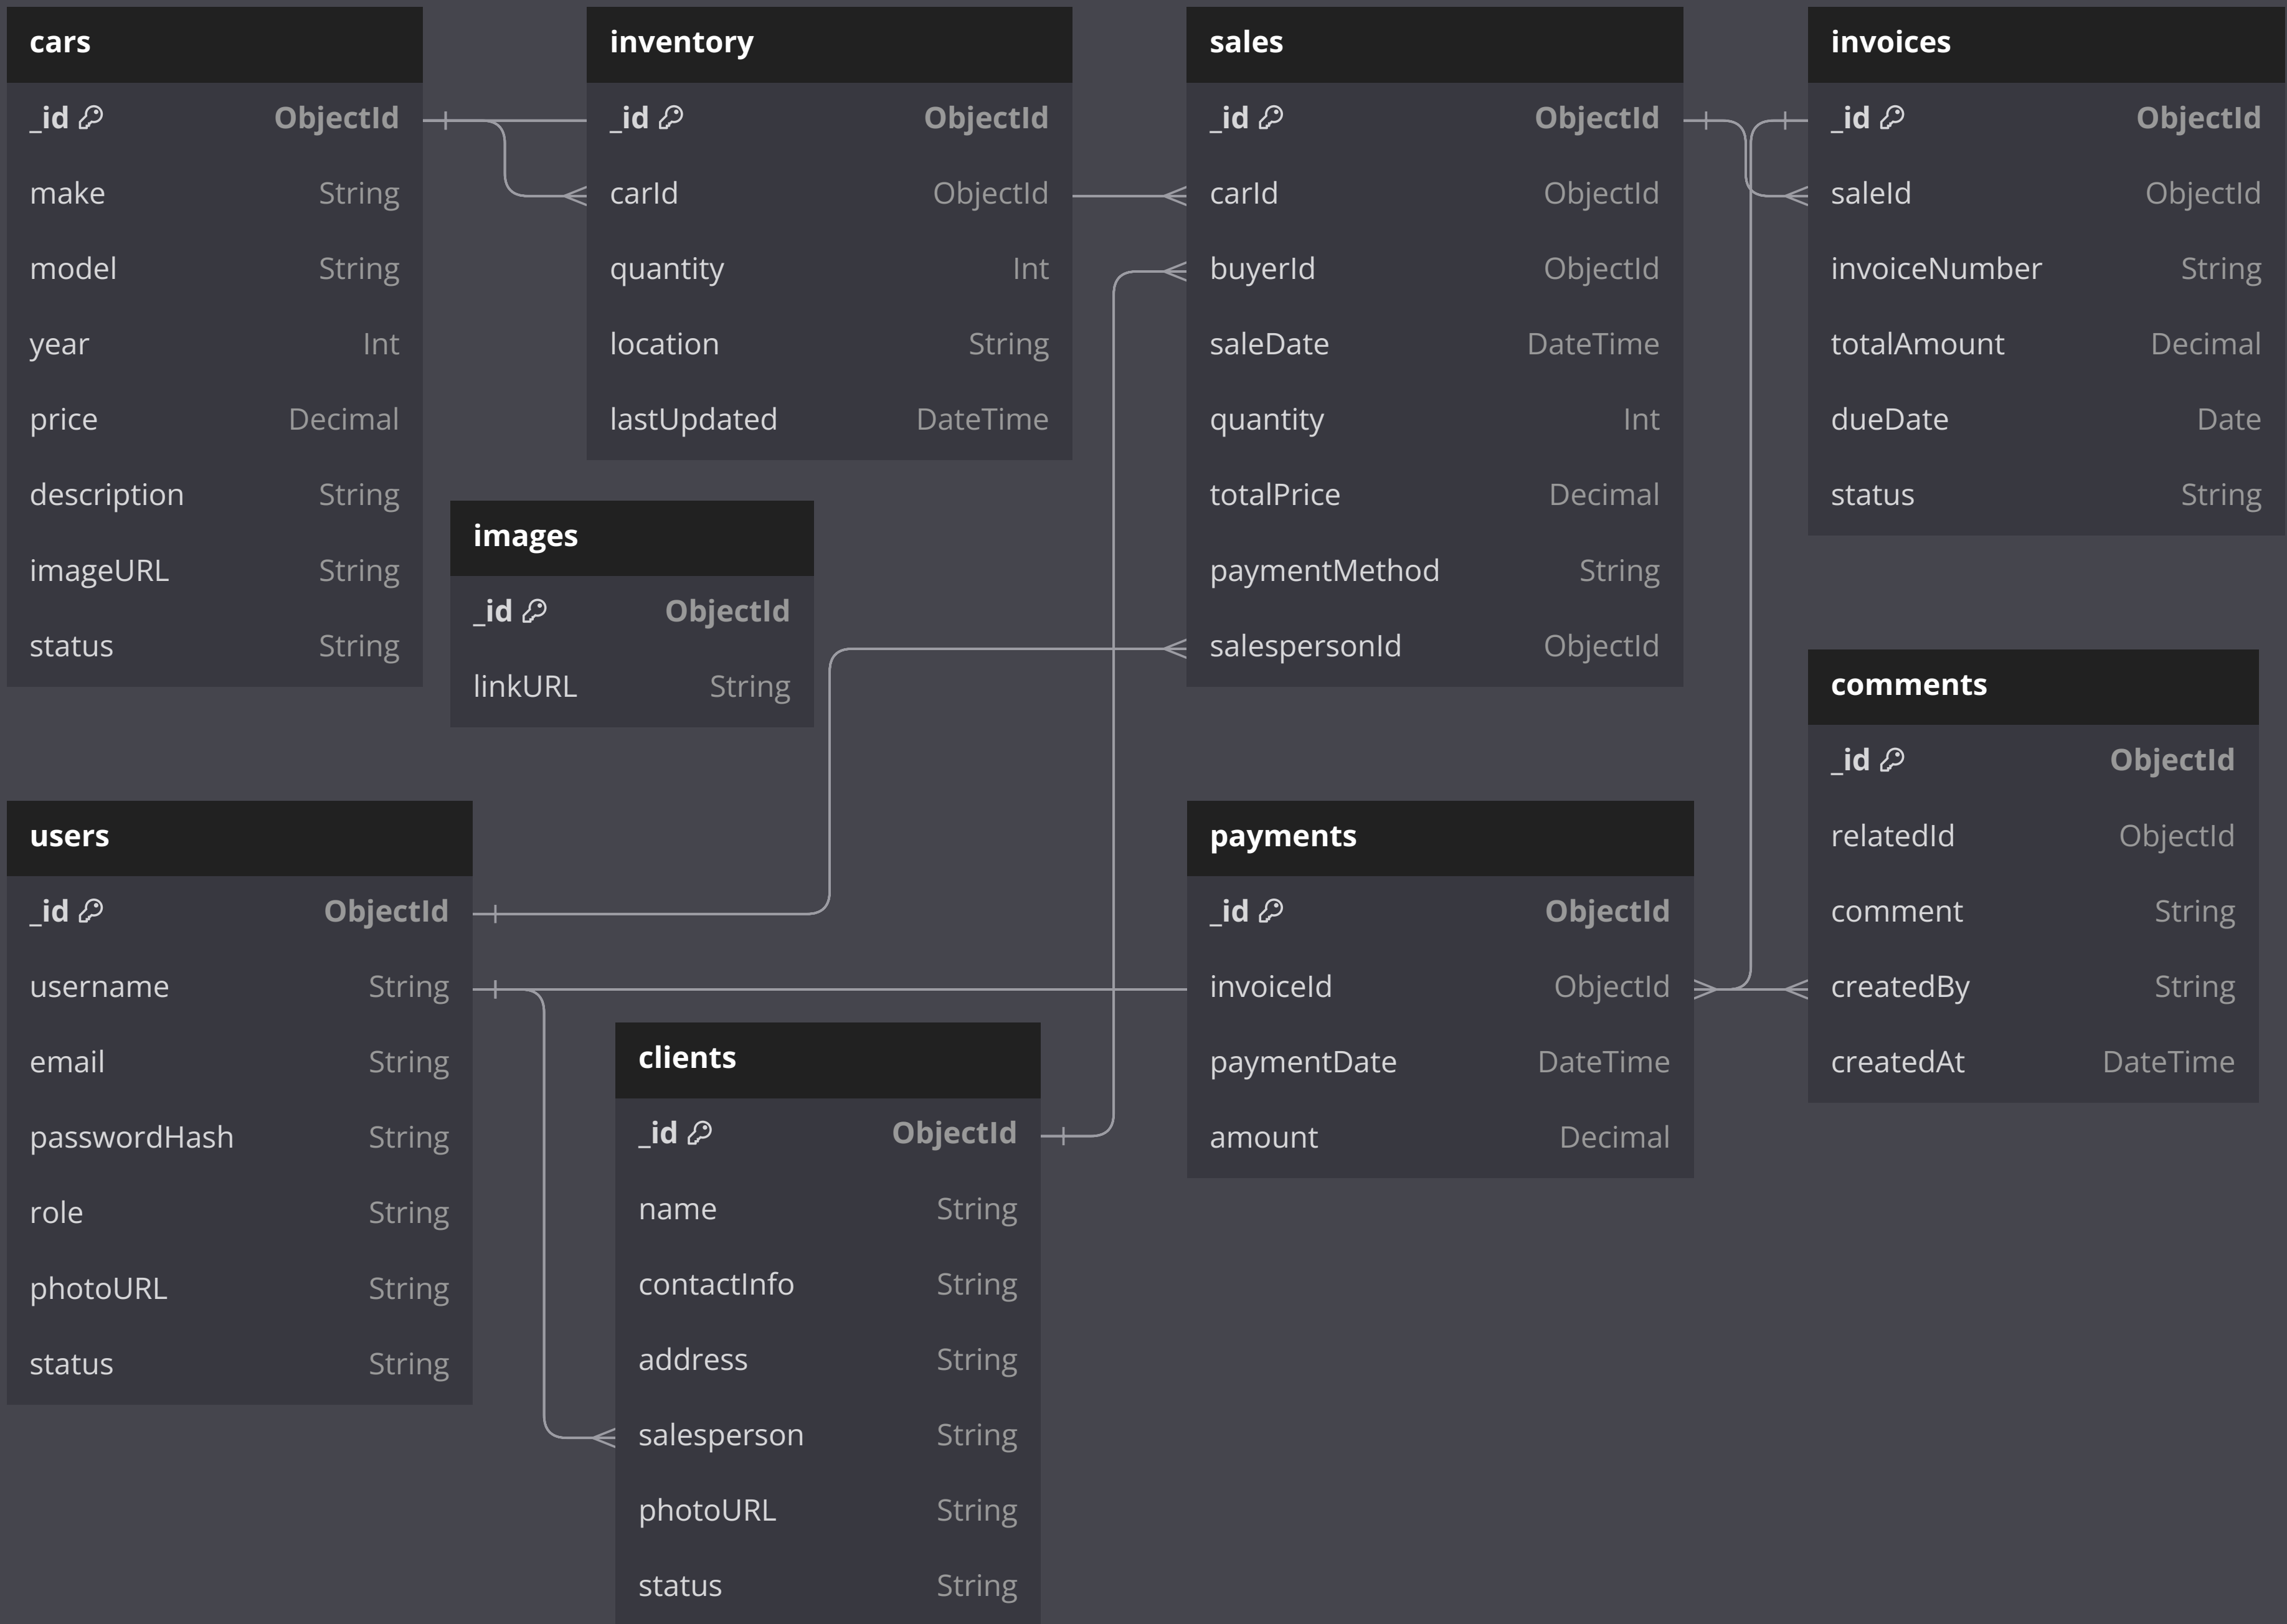 cars
_id ObjectId
make String
model String
year Int
price Decimal
description String
imageURL String
status String
inventory
_id ObjectId
carId ObjectId
quantity Int
location String
lastUpdated DateTime
sales
_id ObjectId
carId ObjectId
buyerId ObjectId
saleDate DateTime
quantity Int
totalPrice Decimal
paymentMethod String
salespersonId ObjectId
invoices
_id ObjectId
saleId ObjectId
invoiceNumber String
totalAmount Decimal
dueDate Date
status String
images
_id ObjectId
linkURL String
comments
_id ObjectId
relatedId ObjectId
comment String
createdBy String
createdAt DateTime
users
_id ObjectId
username String
email String
passwordHash String
role String
photoURL String
status String
payments
_id ObjectId
invoiceId ObjectId
paymentDate DateTime
amount Decimal
clients
_id ObjectId
name String
contactInfo String
address String
salesperson String
photoURL String
status String